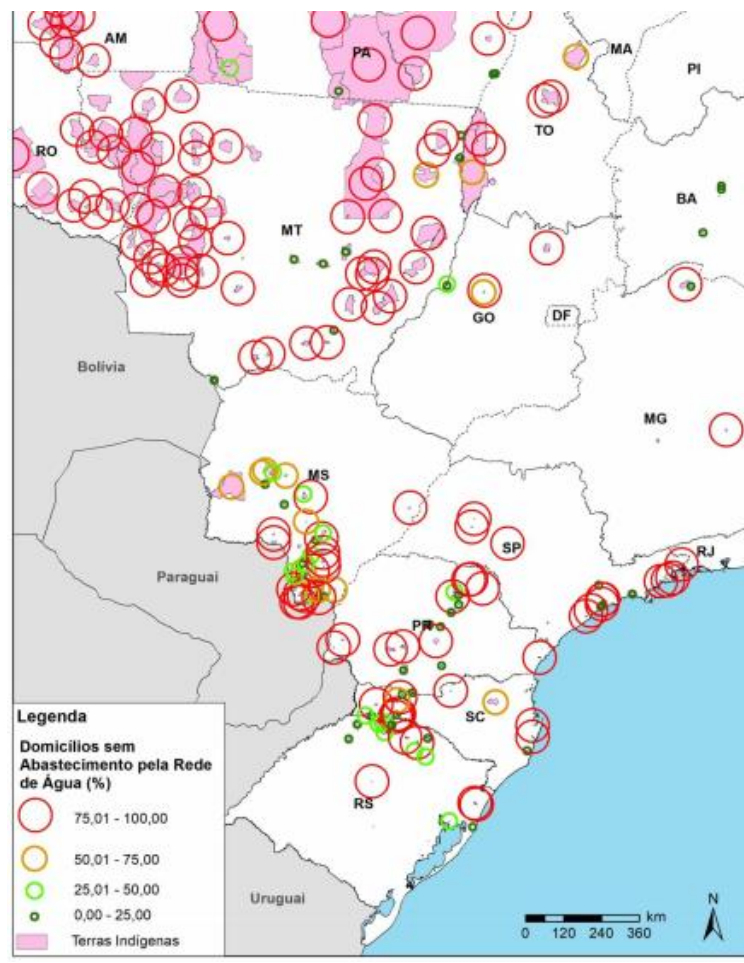 AM
PA
MA
PI
RO
TO
MT
BA
GO
DF
Bolívia
MG
MS
SP
RJ
Paraguai
PR
SC
RS
Uruguai
Legenda
Domicílios sem
Abastecimento pela Rede
de Água (%)
75,01 - 100,00
50,01 - 75,00
25,01 - 50,00
0,00 - 25,00
Terras Indígenas
N
km
0 120 240 360